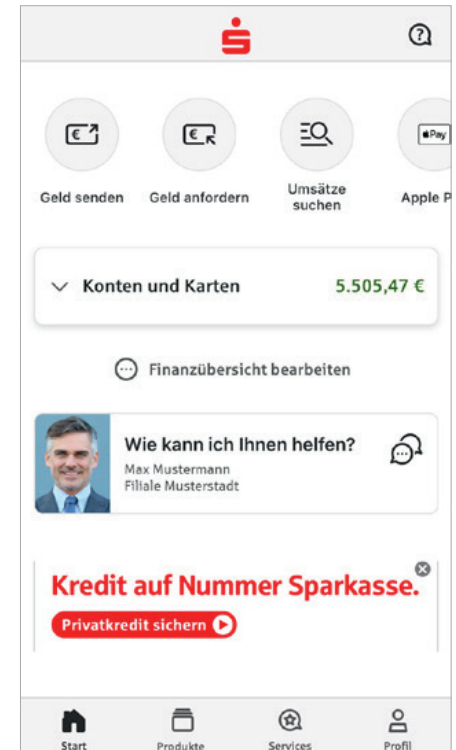 Geld senden
Geld anfordern
Umsätze
suchen
Pay
Apple P
Konten und Karten 5.505,47 €
Finanzübersicht bearbeiten
Wie kann ich Ihnen helfen?
Max Mustermann
Filiale Musterstadt
Kredit auf Nummer Sparkasse.
Privatkredit sichern
Start
Produkte
Services
Profil